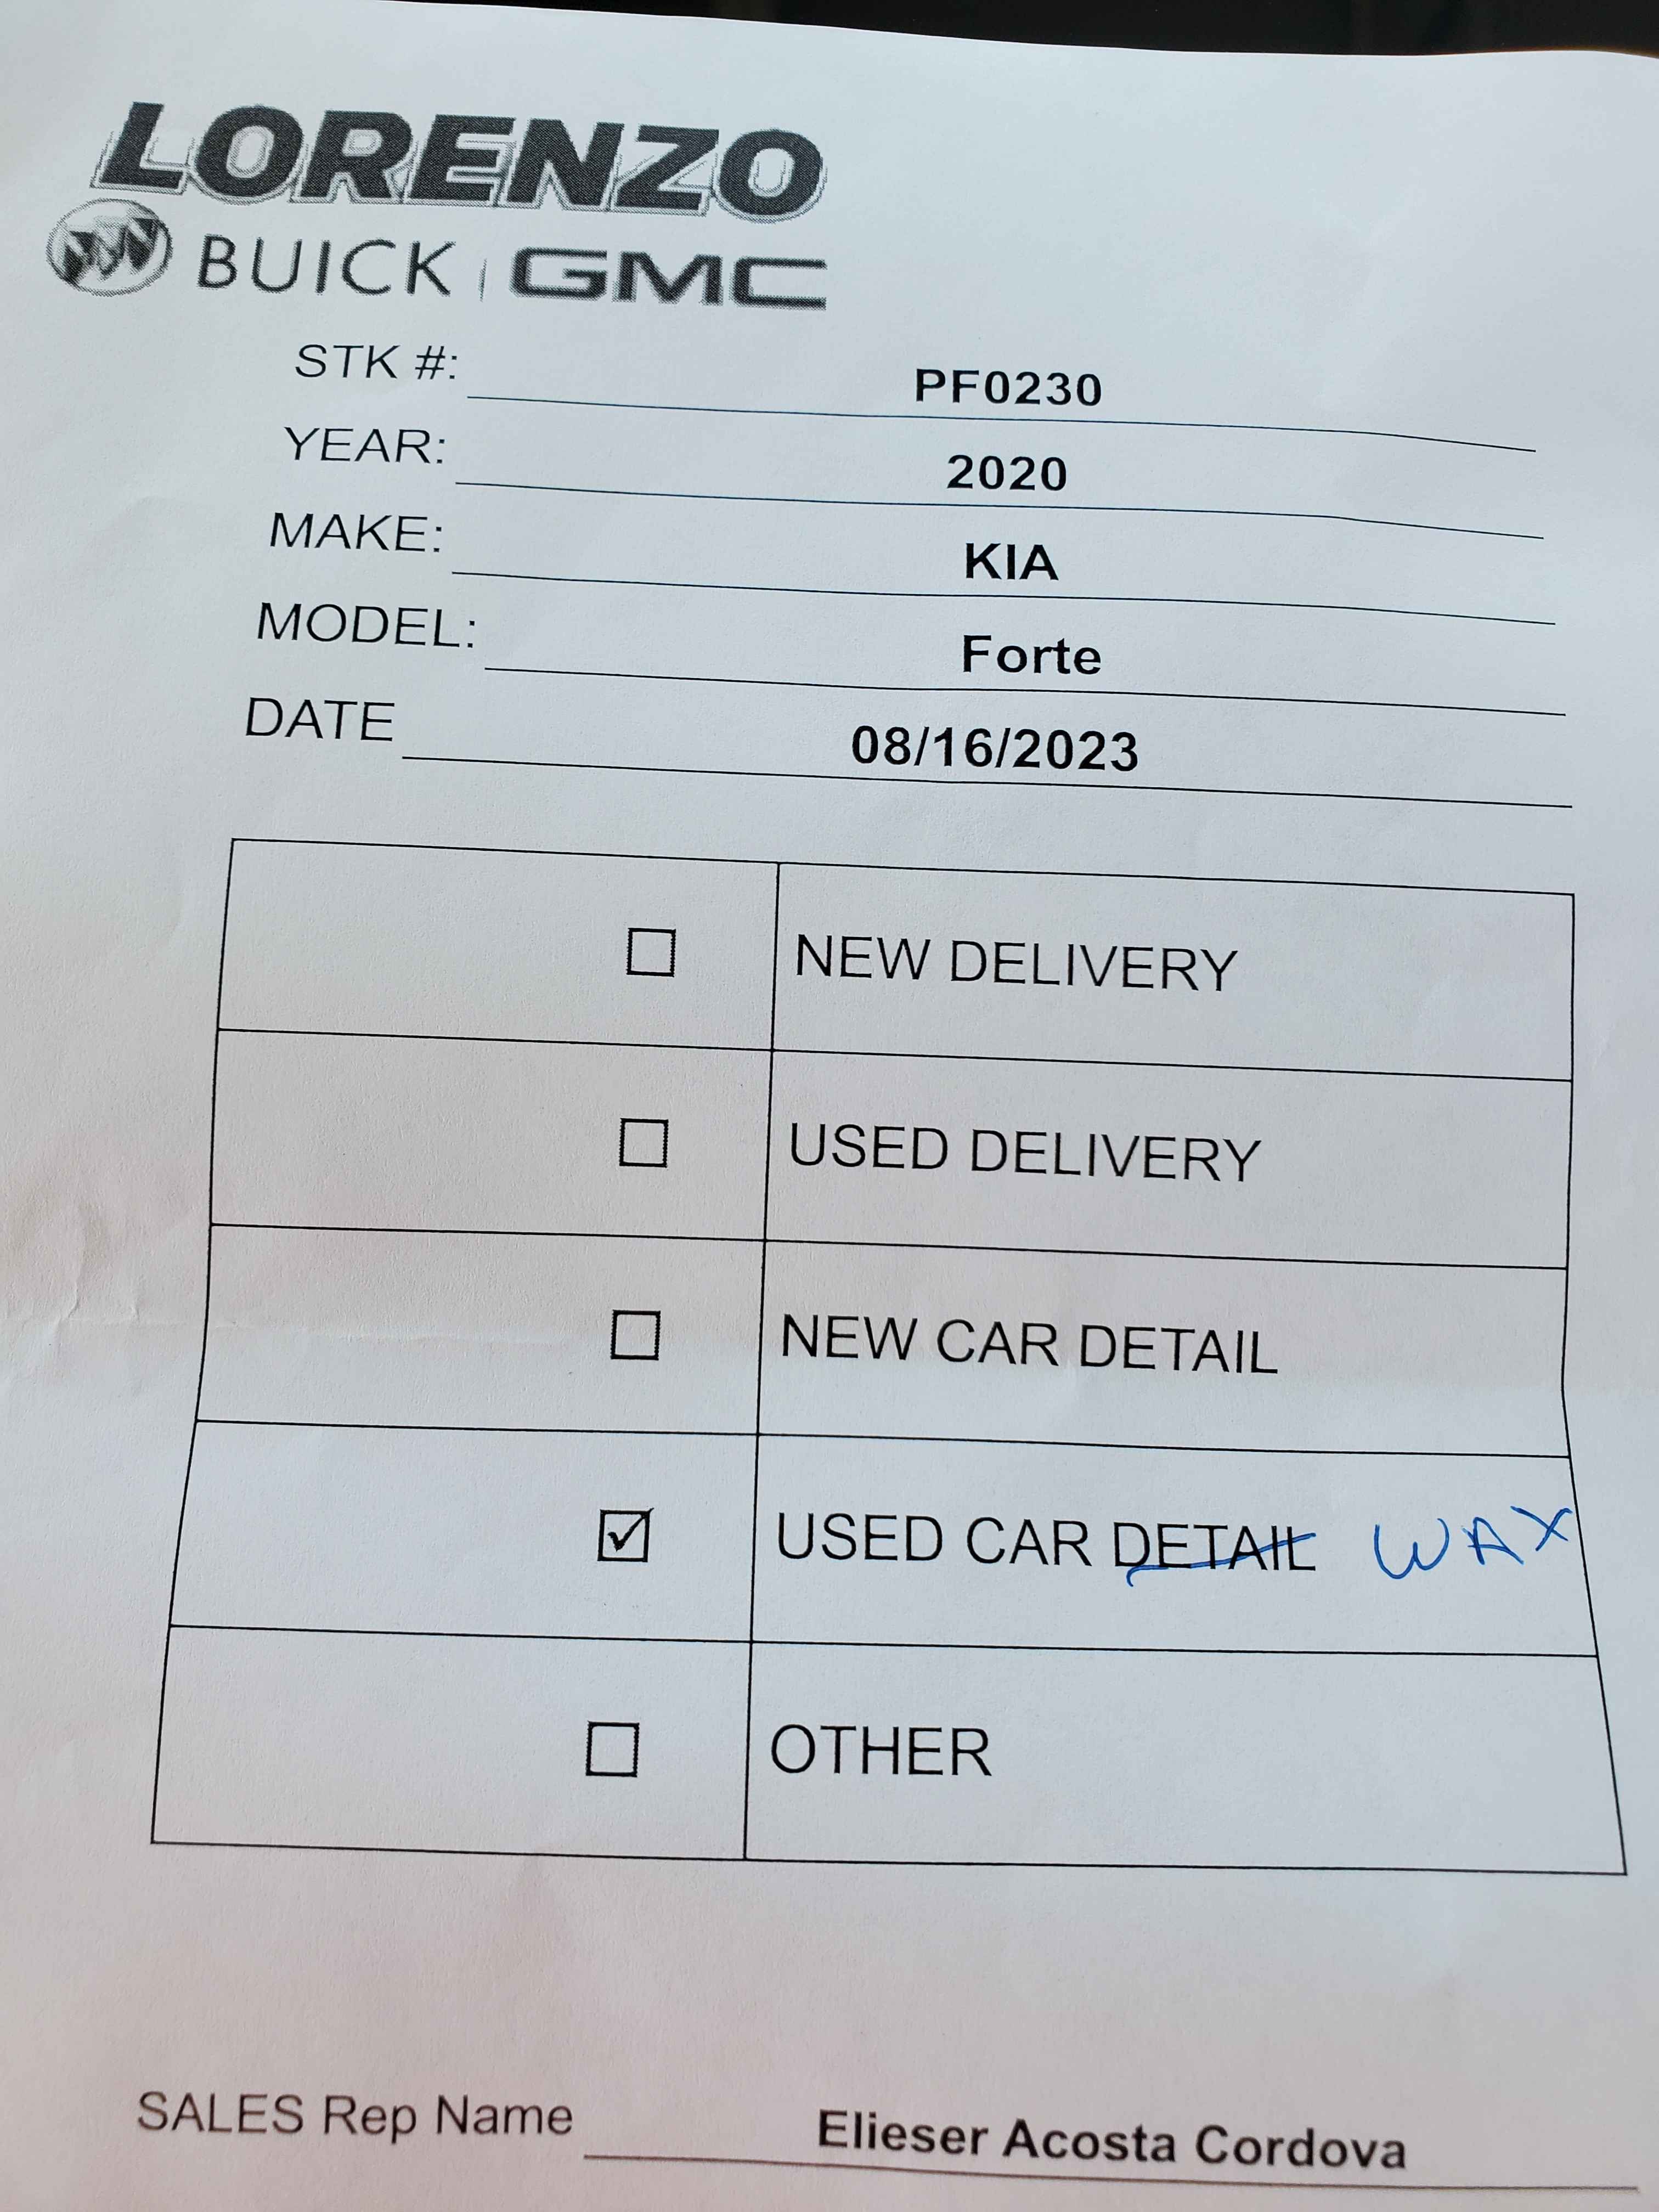 LORENZO
BUICK | GMC
STK #: PF0230
YEAR: 2020
MAKE: KIA
MODEL: Forte
DATE 08/16/2023
☐ NEW DELIVERY
☐ USED DELIVERY
☐ NEW CAR DETAIL
☑ USED CAR DETAIL WAX
☐ OTHER
SALES Rep Name Elieser Acosta Cordova